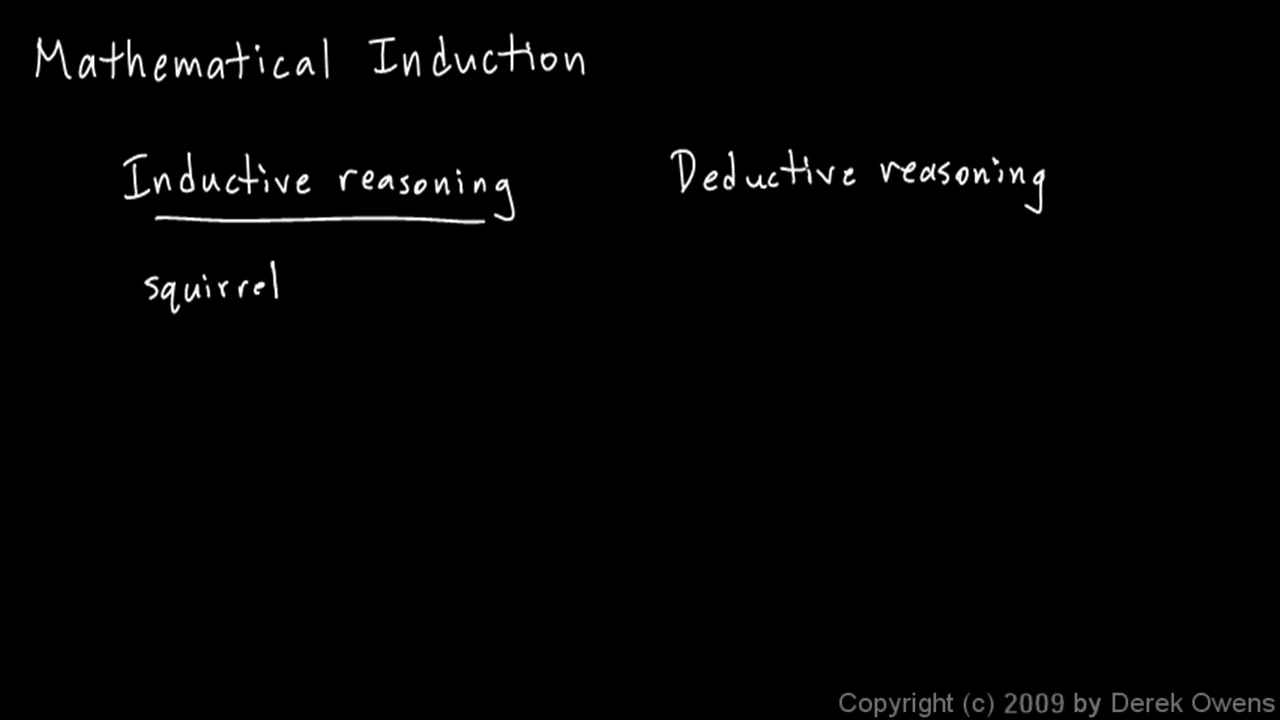 Mathematical Induction
Inductive reasoning
Deductive reasoning
squirrel
Copyright (c) 2009 by Derek Owens